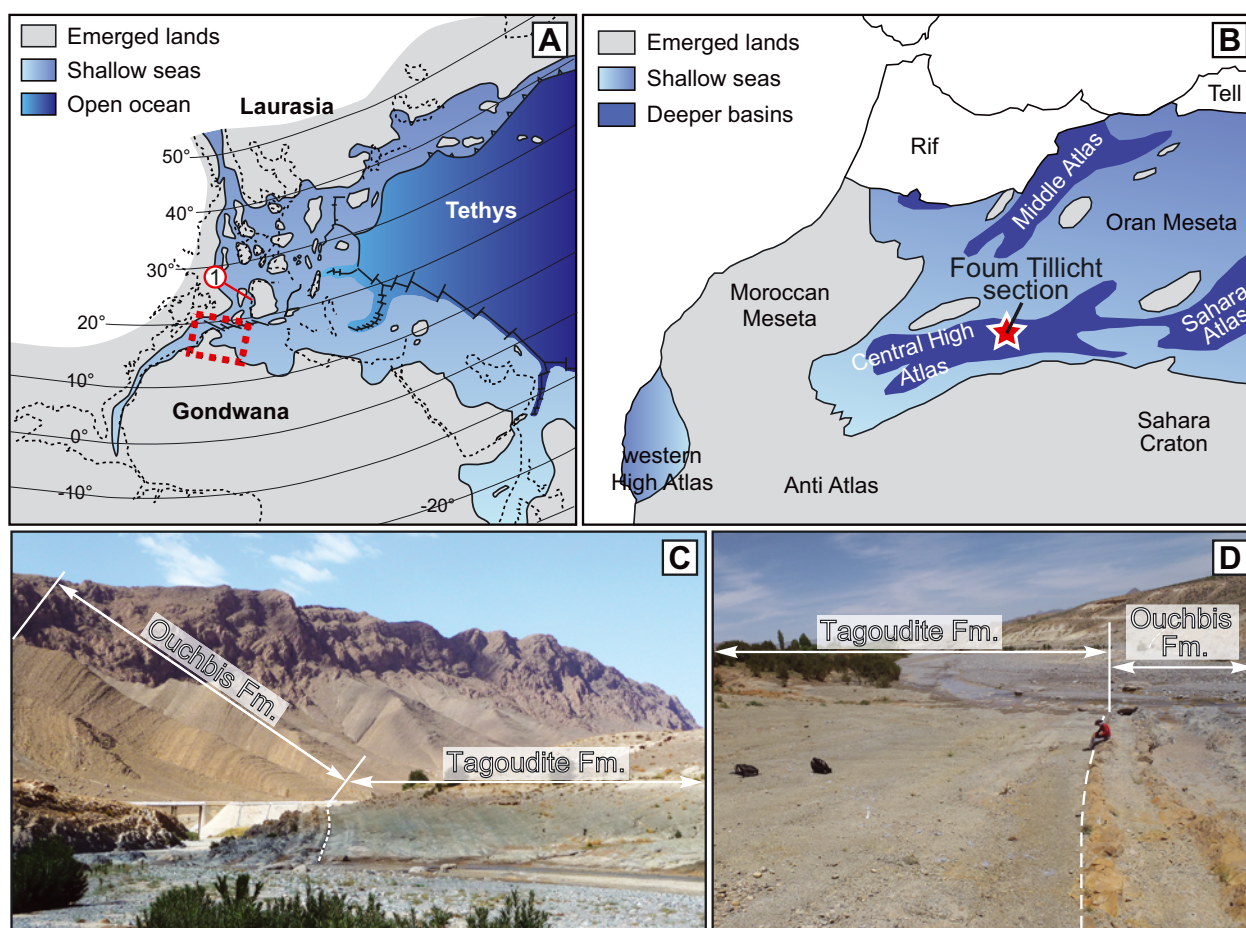 A
Emerged lands
Shallow seas
Open ocean
Laurasia
50°
40°
30°
20°
10°
0°
-10°
-20°
1
Tethys
Gondwana
B
Emerged lands
Shallow seas
Deeper basins
Tell
Rif
Middle Atlas
Oran Meseta
Foum Tillicht
section
Moroccan
Meseta
Central High
Atlas
Sahara
Atlas
Sahara
Craton
western
High Atlas
Anti Atlas
C
Ouchbis Fm.
Tagoudite Fm.
D
Tagoudite Fm.
Ouchbis
Fm.